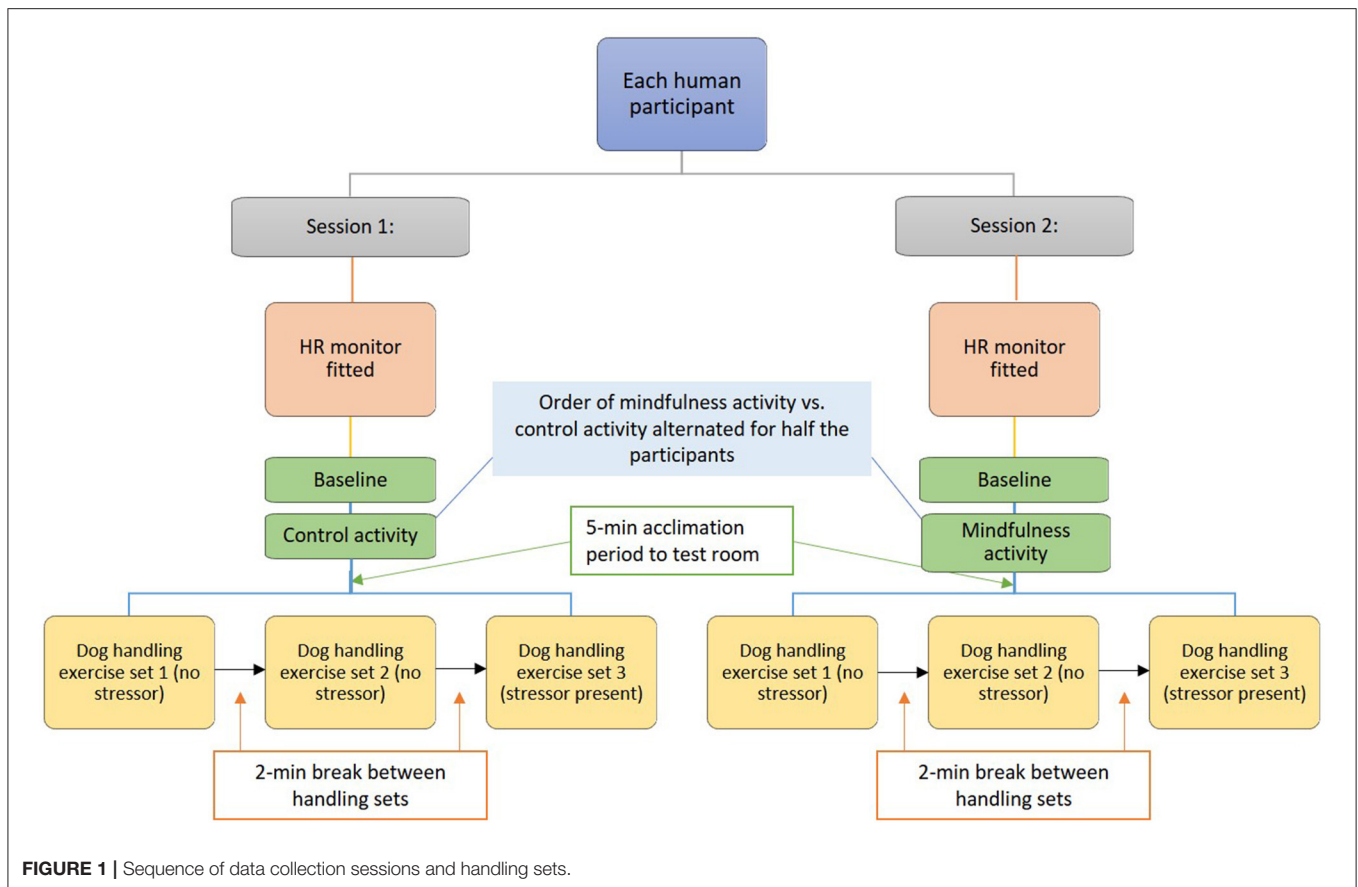 Each human
participant
Session 1:
Session 2:
HR monitor
fitted
HR monitor
fitted
Order of mindfulness activity vs.
control activity alternated for half the
participants
Baseline
Baseline
Control activity
Mindfulness
activity
5-min acclimation
period to test room
Dog handling
exercise set 1 (no
stressor)
Dog handling
exercise set 2 (no
stressor)
Dog handling
exercise set 3
(stressor present)
Dog handling
exercise set 1 (no
stressor)
Dog handling
exercise set 2 (no
stressor)
Dog handling
exercise set 3
(stressor present)
2-min break between
handling sets
2-min break between
handling sets
FIGURE 1 | Sequence of data collection sessions and handling sets.